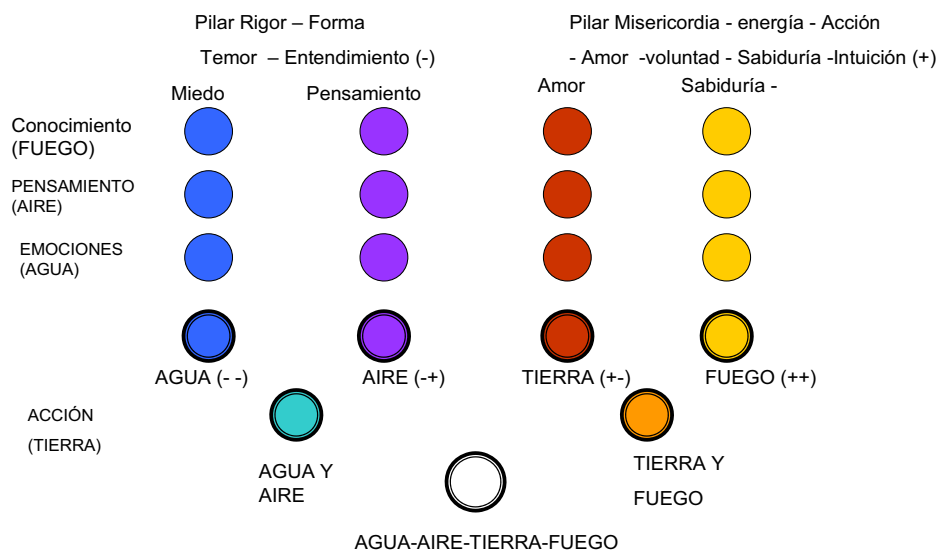 Pilar Rigor – Forma
Pilar Misericordia - energía - Acción
Temor – Entendimiento (-)
- Amor -voluntad - Sabiduría -Intuición (+)
Miedo
Pensamiento
Amor
Sabiduría -
Conocimiento
(FUEGO)
PENSAMIENTO
(AIRE)
EMOCIONES
(AGUA)
AGUA (- -)
AIRE (-+)
TIERRA (+-)
FUEGO (++)
ACCIÓN
(TIERRA)
AGUA Y
AIRE
TIERRA Y
FUEGO
AGUA-AIRE-TIERRA-FUEGO